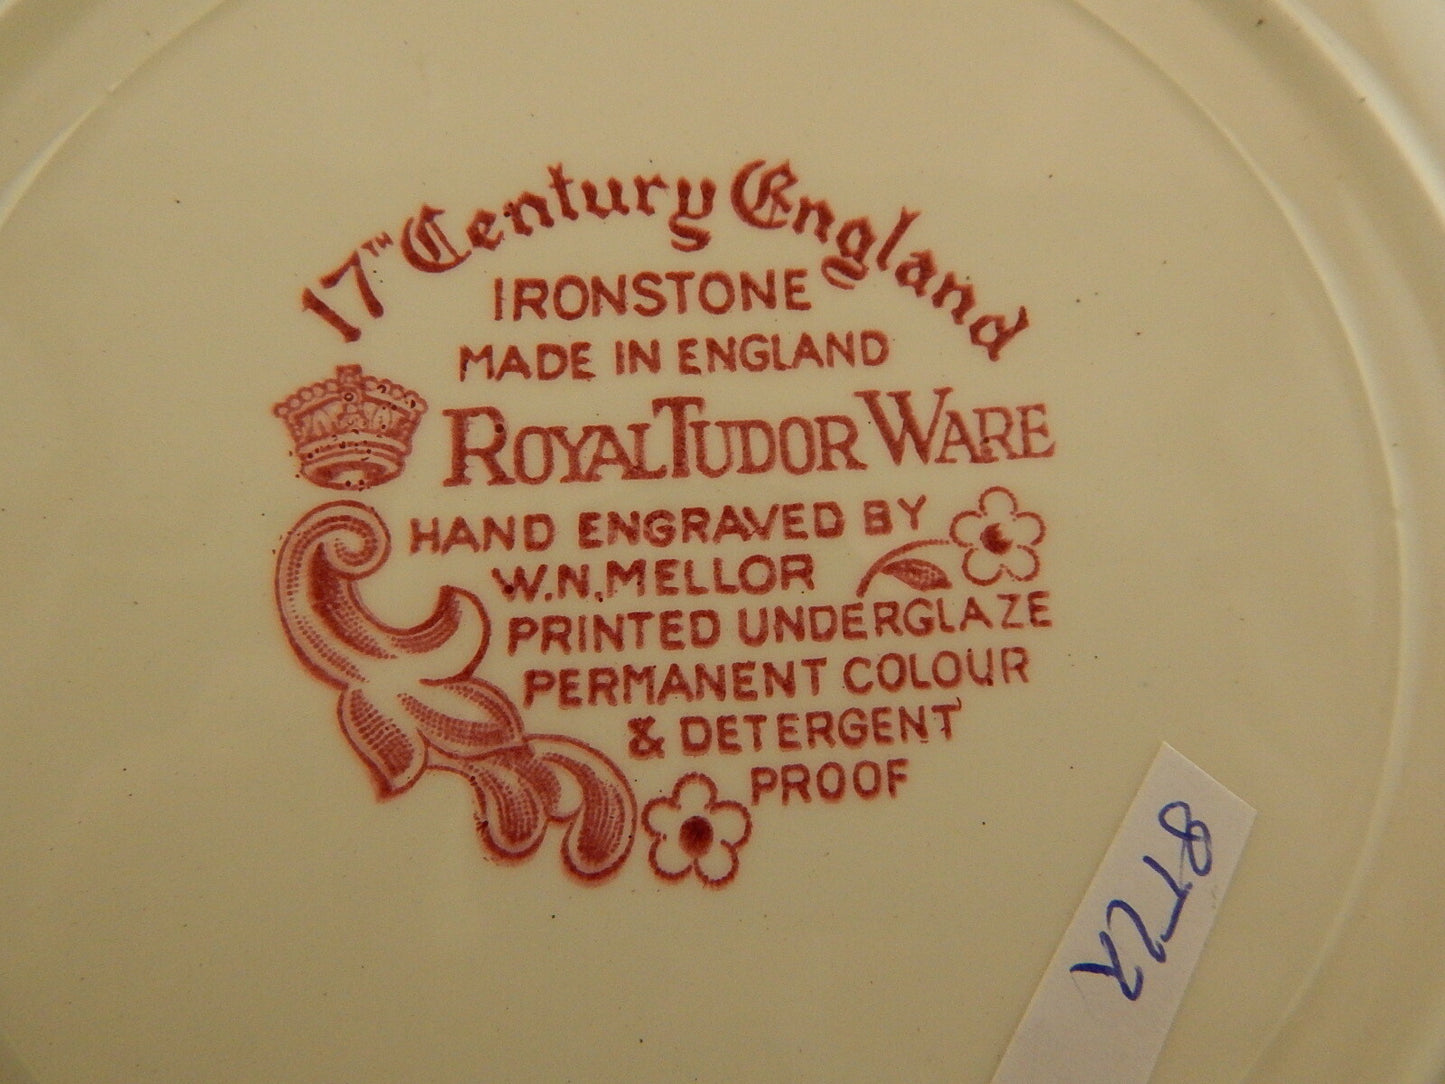 17TH Century England
IRONSTONE
MADE IN ENGLAND
ROYAL TUDOR WARE
HAND ENGRAVED BY
W.N. MELLOR
PRINTED UNDERGLAZE
PERMANENT COLOUR
& DETERGENT
PROOF